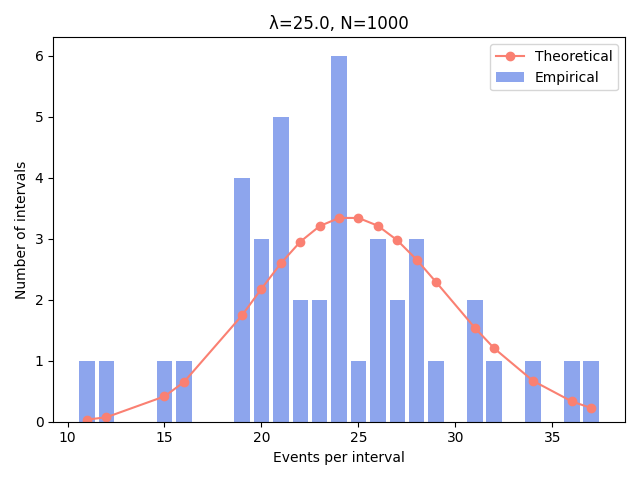 λ=25.0, N=1000
Theoretical
Empirical
Number of intervals
6
5
4
3
2
1
0
10 15 20 25 30 35
Events per interval